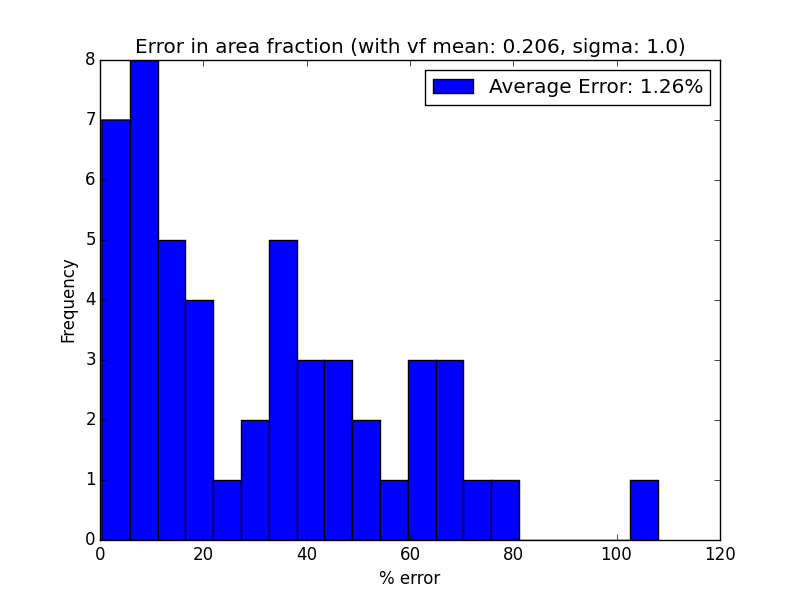 Error in area fraction (with vf mean: 0.206, sigma: 1.0)
Average Error: 1.26%
8
7
6
5
4
3
2
1
0
Frequency
0 20 40 60 80 100 120
% error